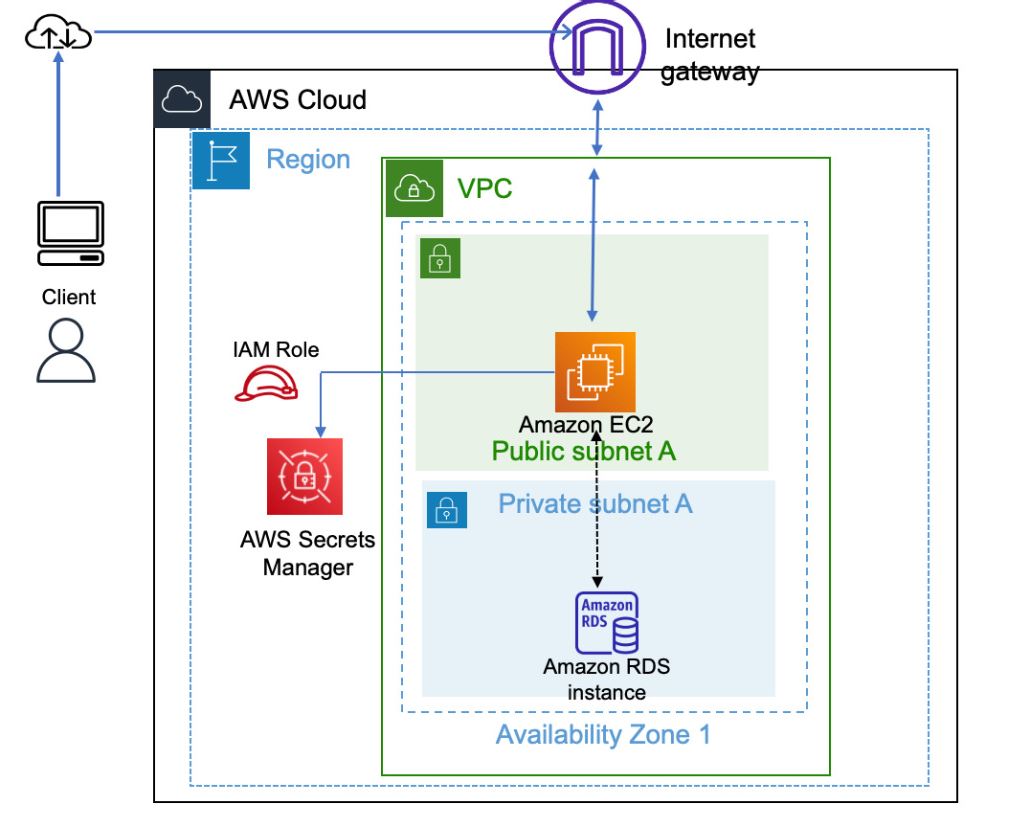 Internet
gateway
AWS Cloud
Region
VPC
Client
IAM Role
Amazon EC2
Public subnet A
Private subnet A
AWS Secrets
Manager
Amazon
RDS
Amazon RDS
instance
Availability Zone 1